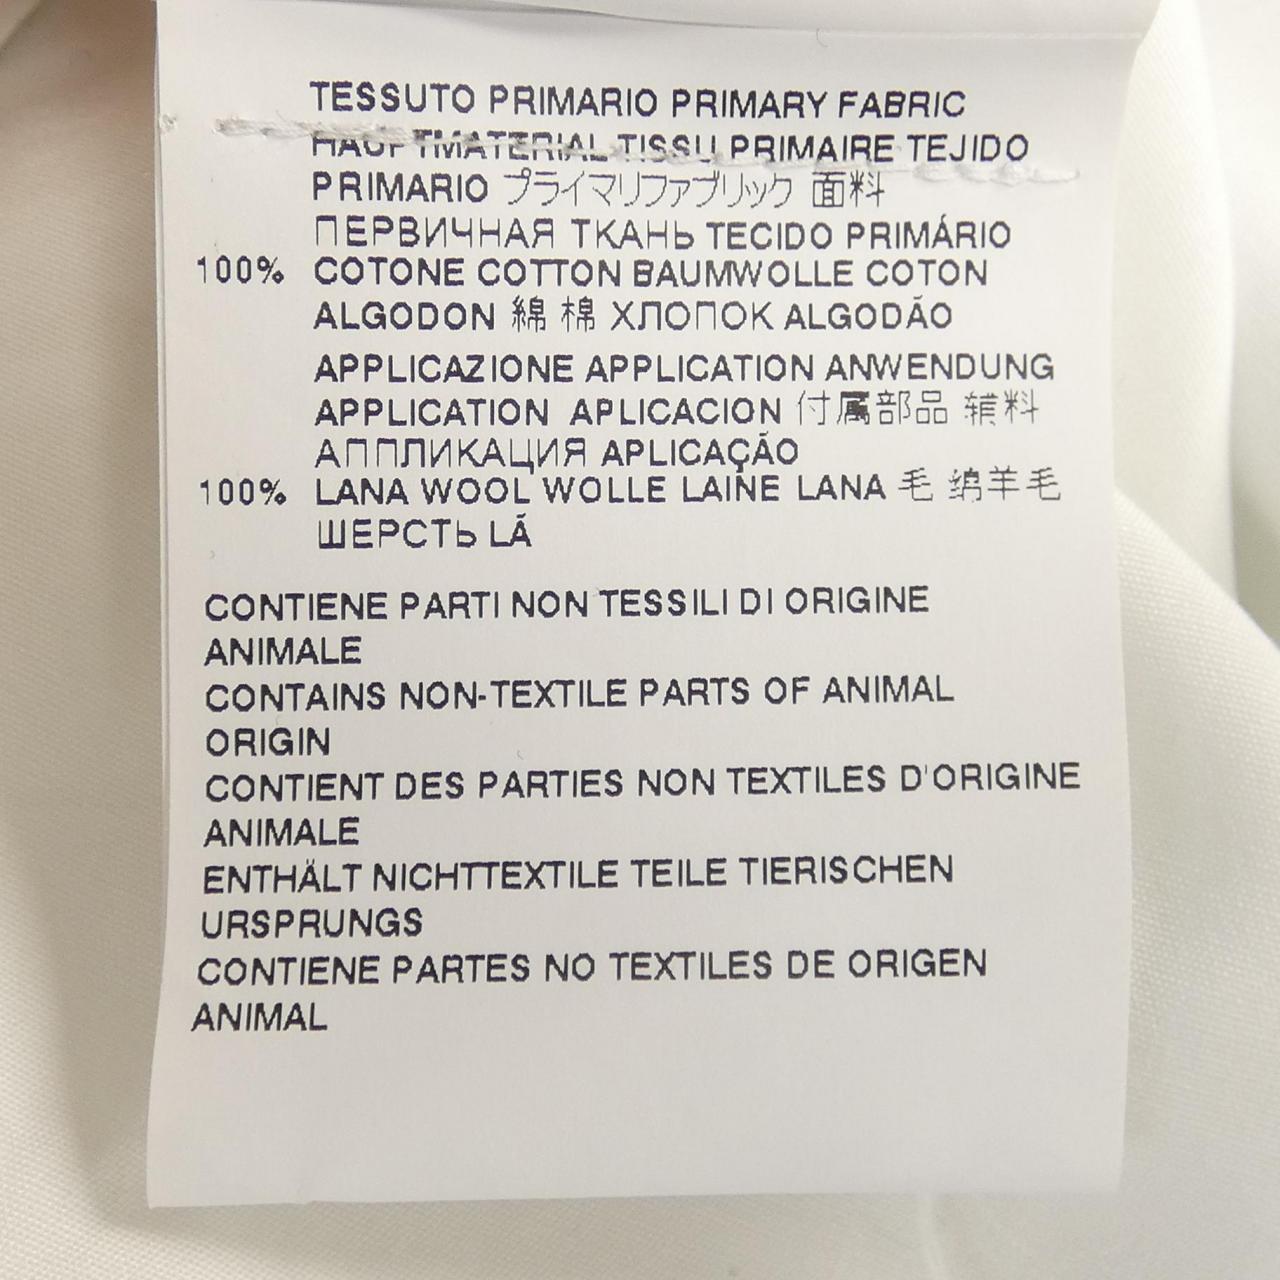 TESSUTO PRIMARIO PRIMARY FABRIC
HAUPTMATERIAL TISSU PRIMAIRE TEJIDO
PRIMARIO プライマリファブリック 面料
ПЕРВИЧНАЯ ТКАНЬ TECIDO PRIMÁRIO
100% COTONE COTTON BAUMWOLLE COTON
ALGODON 綿 棉 ХЛОПОК ALGODÃO
APPLICAZIONE APPLICATION ANWENDUNG
APPLICATION APLICACION 付属部品 辅料
АППЛИКАЦИЯ APLICAÇÃO
100% LANA WOOL WOLLE LAINE LANA 毛 绵羊毛
ШЕРСТЬ LÃ
CONTIENE PARTI NON TESSILI DI ORIGINE
ANIMALE
CONTAINS NON-TEXTILE PARTS OF ANIMAL
ORIGIN
CONTIENT DES PARTIES NON TEXTILES D'ORIGINE
ANIMALE
ENTHÄLT NICHTTEXTILE TEILE TIERISCHEN
URSPRUNGS
CONTIENE PARTES NO TEXTILES DE ORIGEN
ANIMAL